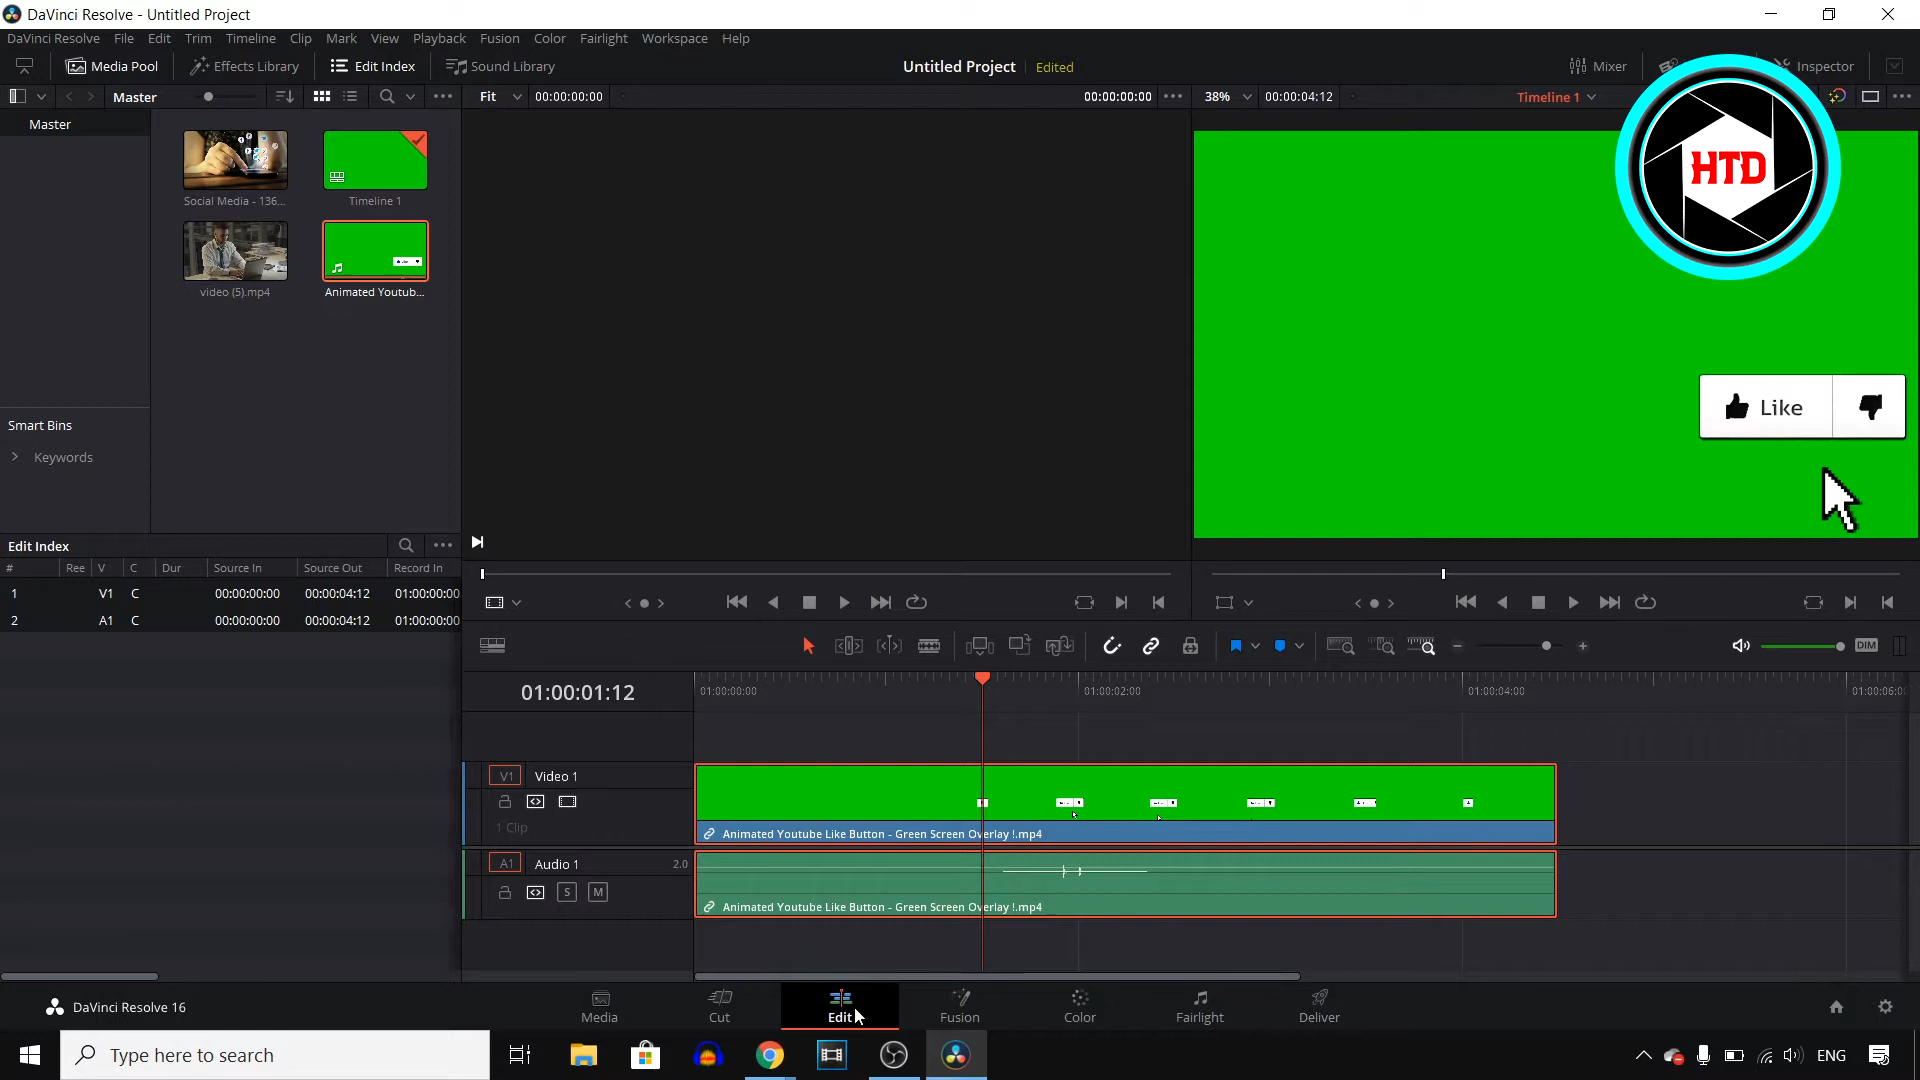 DaVinci Resolve - Untitled Project
DaVinci Resolve File Edit Trim Timeline Clip Mark View Playback Fusion Color Fairlight Workspace Help
Media Pool Effects Library Edit Index Sound Library Untitled Project Edited Mixer Inspector
Master Fit 00:00:00:00 00:00:00:00 38% 00:00:04:12 Timeline 1
Master
HTD
Social Media - 136... Timeline 1
video (5).mp4 Animated Youtub...
Like
Smart Bins
Keywords
Edit Index
# Ree V C Dur Source In Source Out Record In
1 V1 C 00:00:00:00 00:00:04:12 01:00:00:00
2 A1 C 00:00:00:00 00:00:04:12 01:00:00:00
DIM
01:00:01:12 01:00:00:00 01:00:02:00 01:00:04:00 01:00:06:0
V1 Video 1
1 Clip
Animated Youtube Like Button - Green Screen Overlay !.mp4
A1 Audio 1 2.0
S M
Animated Youtube Like Button - Green Screen Overlay !.mp4
DaVinci Resolve 16 Media Cut Edit Fusion Color Fairlight Deliver
Type here to search ENG